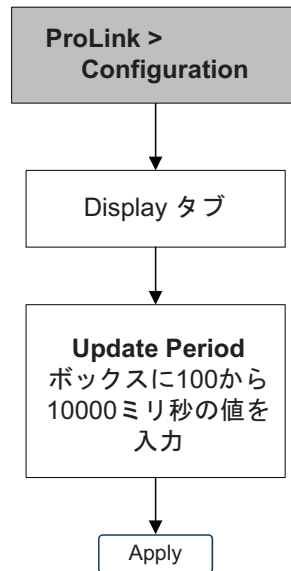 ProLink >
Configuration
Display タブ
Update Period
ボックスに100から
10000ミリ秒の値を
入力
Apply